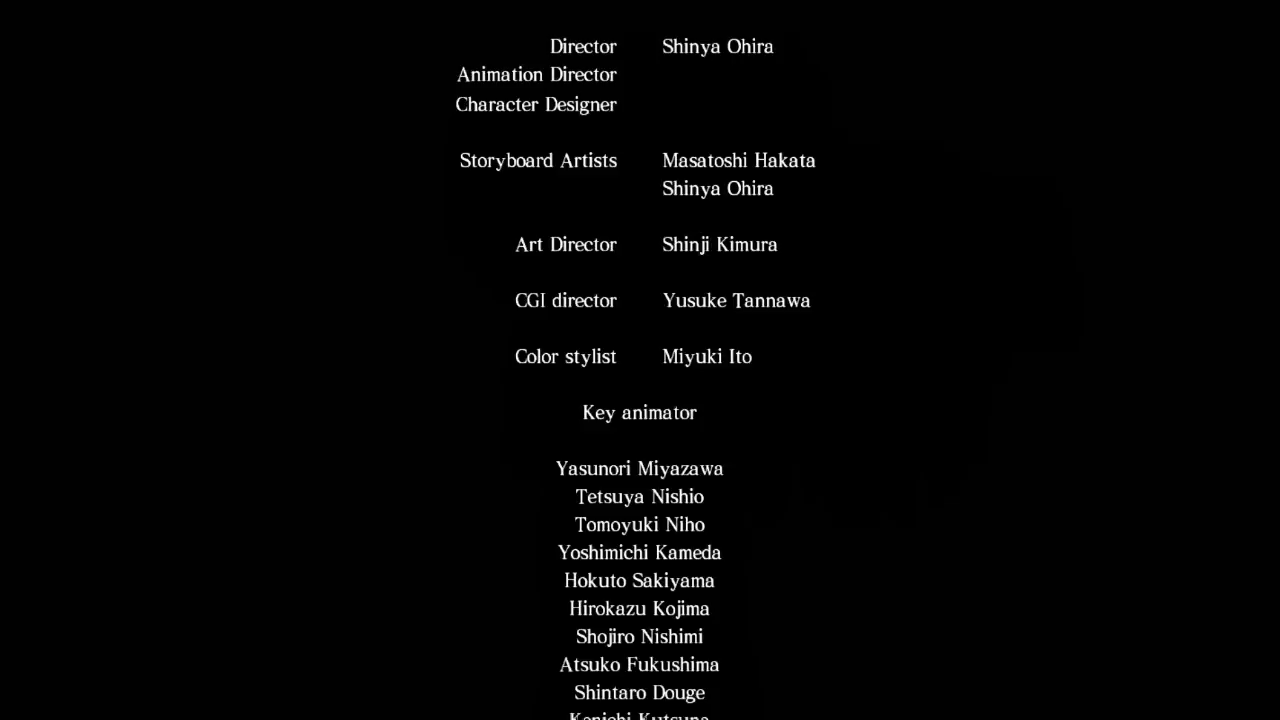 Director Shinya Ohira
Animation Director
Character Designer
Storyboard Artists Masatoshi Hakata
Shinya Ohira
Art Director Shinji Kimura
CGI director Yusuke Tannawa
Color stylist Miyuki Ito
Key animator
Yasunori Miyazawa
Tetsuya Nishio
Tomoyuki Niho
Yoshimichi Kameda
Hokuto Sakiyama
Hirokazu Kojima
Shojiro Nishimi
Atsuko Fukushima
Shintaro Douge